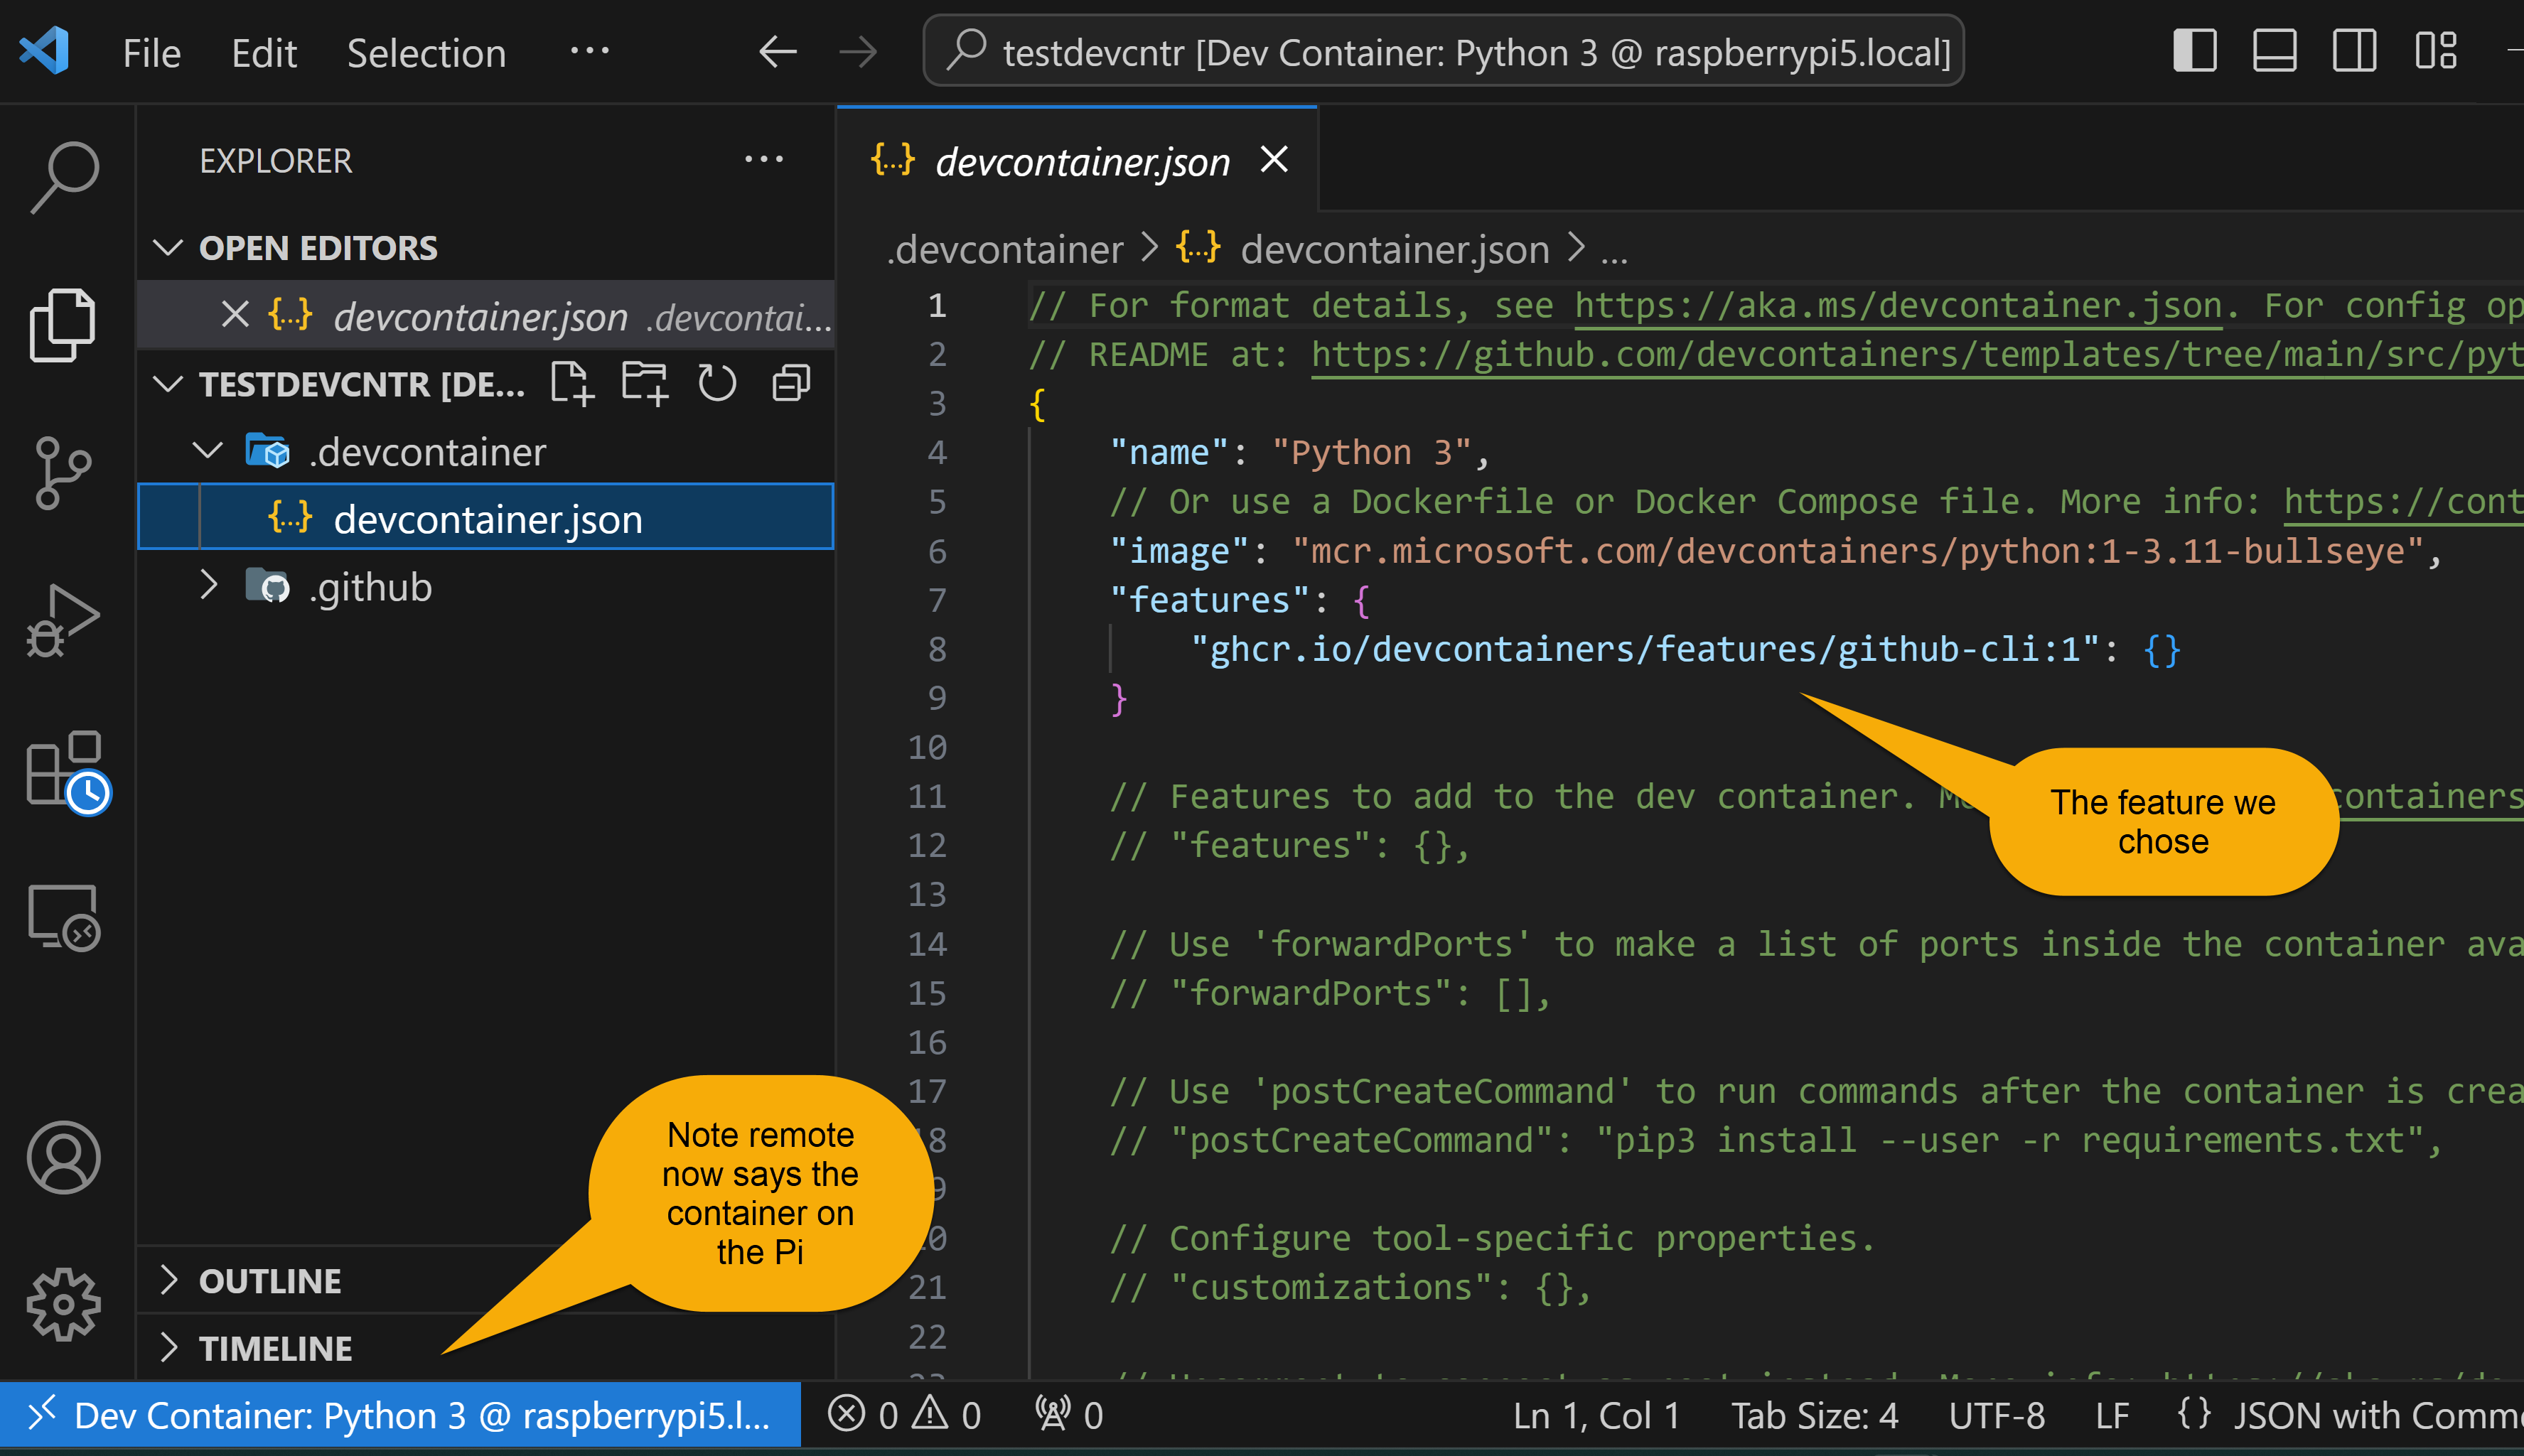 File Edit Selection ··· testdevcntr [Dev Container: Python 3 @ raspberrypi5.local]
EXPLORER ···
OPEN EDITORS
devcontainer.json .devcontai...
TESTDEVCNTR [DE...
.devcontainer
devcontainer.json
.github
OUTLINE
TIMELINE
{...} devcontainer.json
.devcontainer > {...} devcontainer.json > ...
1 // For format details, see https://aka.ms/devcontainer.json. For config op
2 // README at: https://github.com/devcontainers/templates/tree/main/src/pyt
3 {
4 "name": "Python 3",
5 // Or use a Dockerfile or Docker Compose file. More info: https://cont
6 "image": "mcr.microsoft.com/devcontainers/python:1-3.11-bullseye",
7 "features": {
8 "ghcr.io/devcontainers/features/github-cli:1": {}
9 }
10
11 // Features to add to the dev container. ontainers
12 // "features": {},
13
14 // Use 'forwardPorts' to make a list of ports inside the container ava
15 // "forwardPorts": [],
16
17 // Use 'postCreateCommand' to run commands after the container is crea
8 // "postCreateCommand": "pip3 install --user -r requirements.txt",
9
0 // Configure tool-specific properties.
21 // "customizations": {},
22
The feature we
chose
Note remote
now says the
container on
the Pi
Dev Container: Python 3 @ raspberrypi5.l... 0 0 0 Ln 1, Col 1 Tab Size: 4 UTF-8 LF {} JSON with Comm